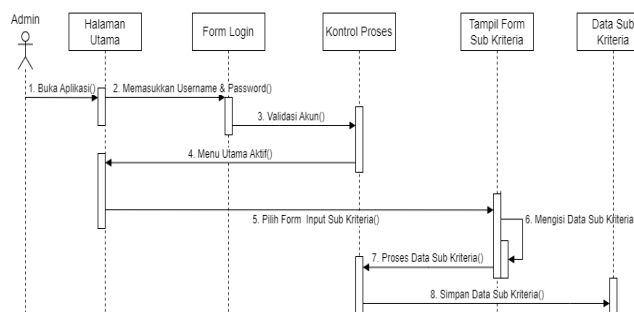 Admin
Halaman
Utama
Form Login
Kontrol Proses
Tampil Form
Sub Kriteria
Data Sub
Kriteria
1. Buka Aplikasi()
2. Memasukkan Username & Password()
3. Validasi Akun()
4. Menu Utama Aktif()
5. Pilih Form Input Sub Kriteria()
6. Mengisi Data Sub Kriteria
7. Proses Data Sub Kriteria()
8. Simpan Data Sub Kriteria()